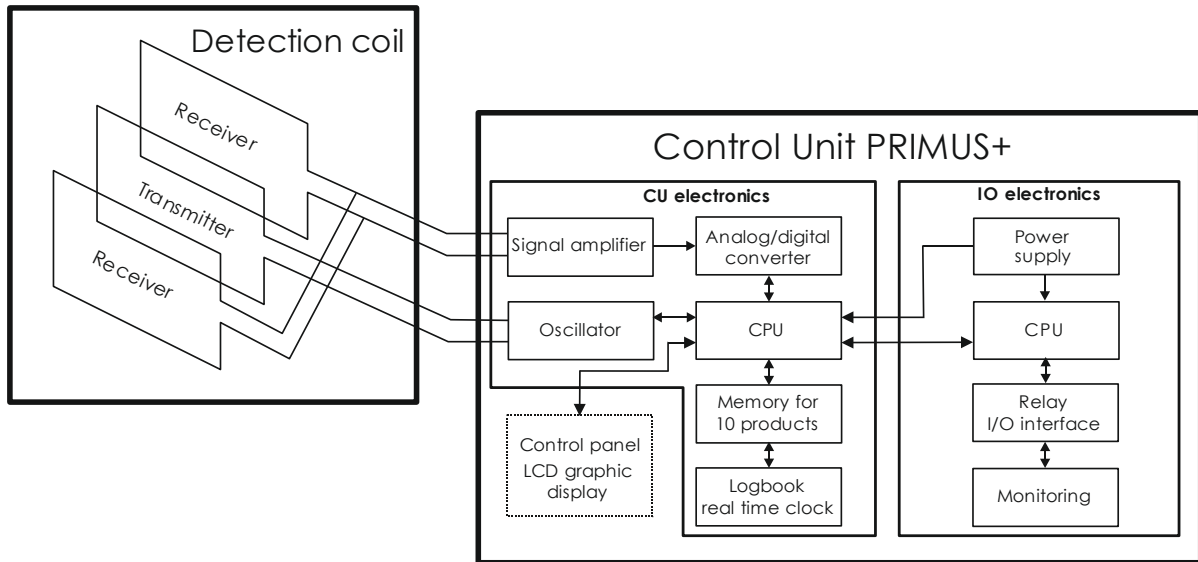 Detection coil
Receiver
Transmitter
Receiver
Control Unit PRIMUS+
CU electronics
IO electronics
Signal amplifier
Analog/digital
converter
Power
supply
Oscillator
CPU
CPU
Memory for
10 products
Relay
I/O interface
Control panel
LCD graphic
display
Logbook
real time clock
Monitoring